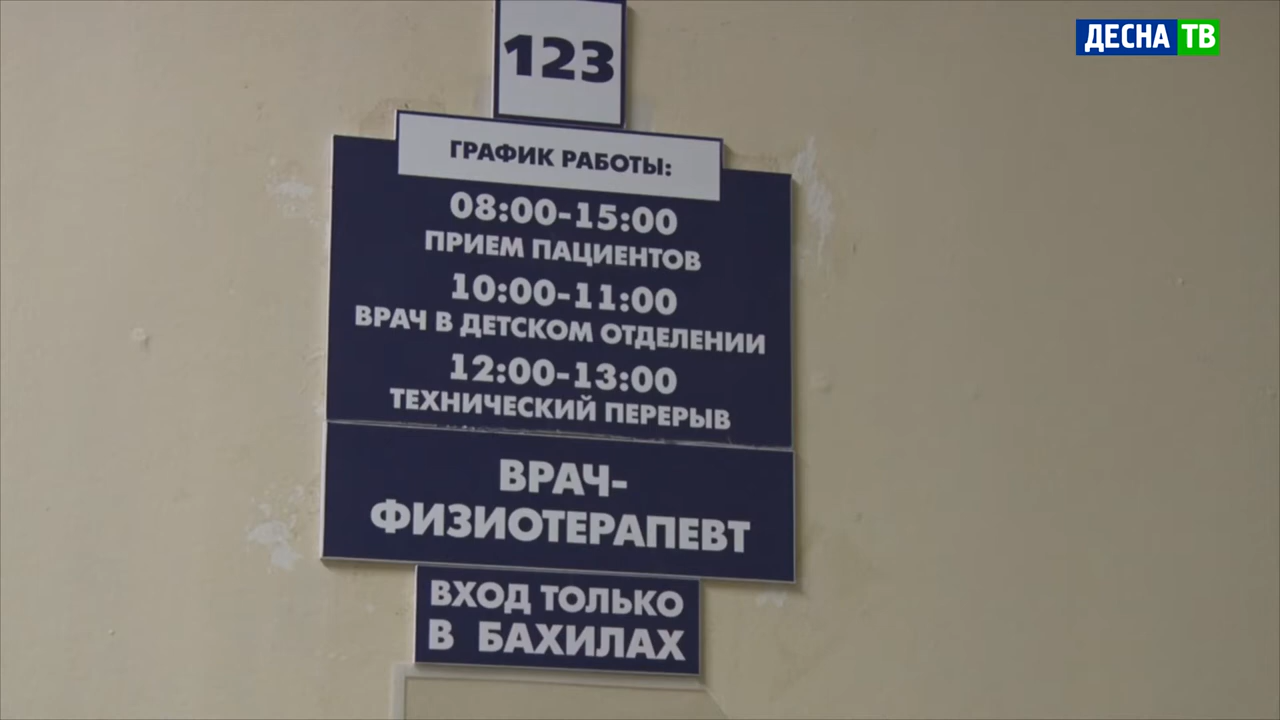 ДЕСНА ТВ
123
ГРАФИК РАБОТЫ:
08:00-15:00
ПРИЕМ ПАЦИЕНТОВ
10:00-11:00
ВРАЧ В ДЕТСКОМ ОТДЕЛЕНИИ
12:00-13:00
ТЕХНИЧЕСКИЙ ПЕРЕРЫВ
ВРАЧ-
ФИЗИОТЕРАПЕВТ
ВХОД ТОЛЬКО
В БАХИЛАХ